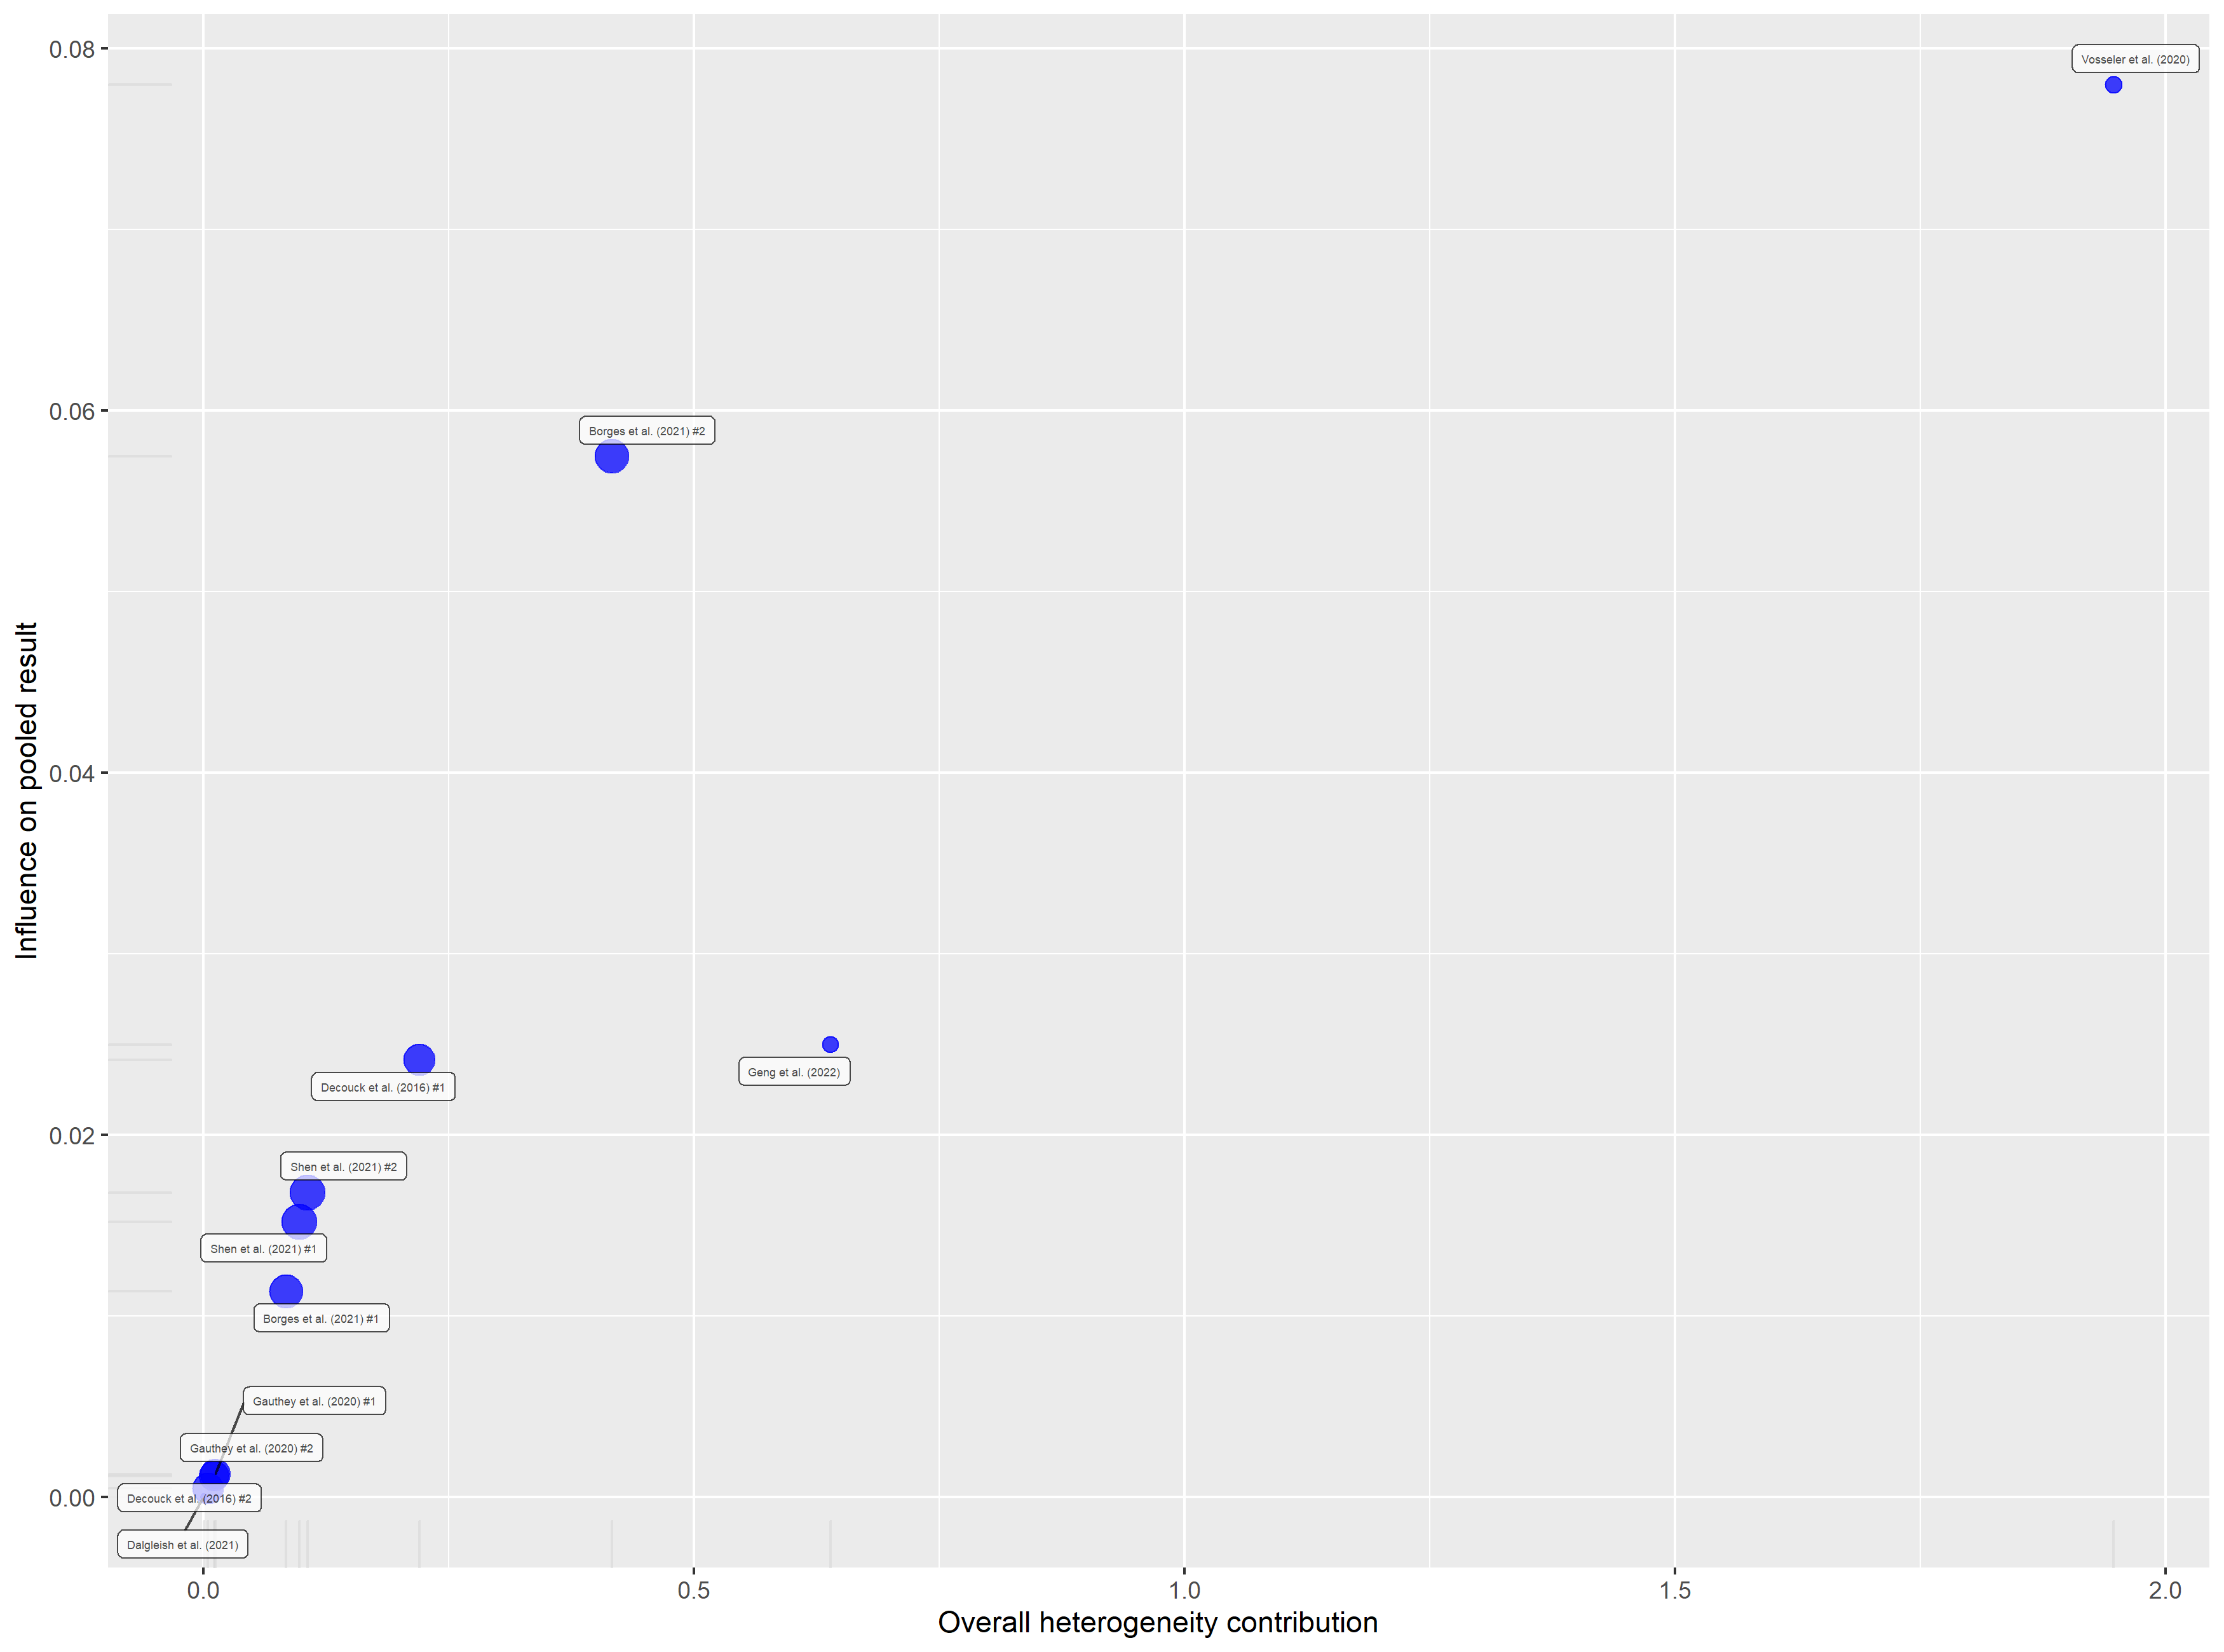 0.08
Vosseler et al. (2020)
0.06
Borges et al. (2021) #2
Influence on pooled result
0.04
Decouck et al. (2016) #1
Geng et al. (2022)
0.02
Shen et al. (2021) #2
Shen et al. (2021) #1
Borges et al. (2021) #1
Gauthey et al. (2020) #1
Gauthey et al. (2020) #2
0.00
Decouck et al. (2016) #2
Dalgleish et al. (2021)
0.0 0.5 1.0 1.5 2.0
Overall heterogeneity contribution